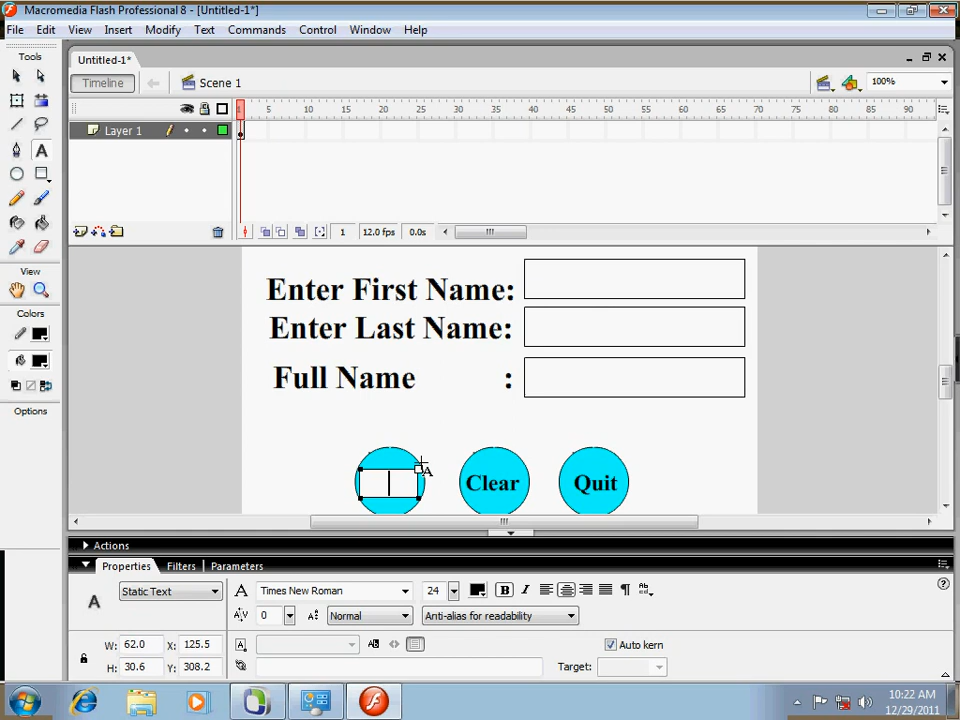 Macromedia Flash Professional 8 - [Untitled-1*]
File Edit View Insert Modify Text Commands Control Window Help
Tools
Untitled-1*
Timeline Scene 1 100%
1 5 10 15 20 25 30 35 40 45 50 55 60 65 70 75 80 85 90
Layer 1
1 12.0 fps 0.0s
View
Colors
Options
Enter First Name:
Enter Last Name:
Full Name :
A
Clear Quit
Actions
Properties Filters Parameters
A Static Text A Times New Roman 24 B I ¶ Ab
A|V 0 A Normal Anti-alias for readability
W: 62.0 X: 125.5 A AB Auto kern
H: 30.6 Y: 308.2 Target:
10:22 AM
12/29/2011